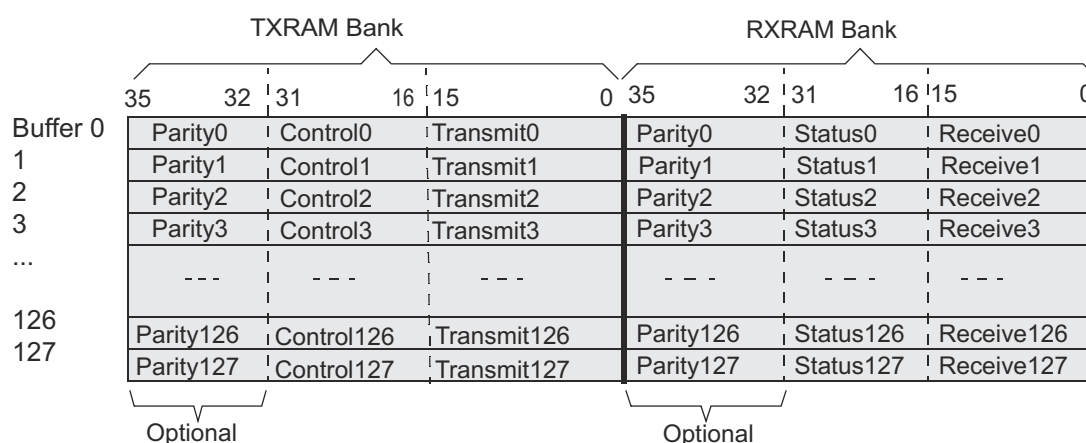 TXRAM Bank RXRAM Bank
35 32 31 16 15 0 35 32 31 16 15 0
Buffer 0 Parity0 Control0 Transmit0 Parity0 Status0 Receive0
1 Parity1 Control1 Transmit1 Parity1 Status1 Receive1
2 Parity2 Control2 Transmit2 Parity2 Status2 Receive2
3 Parity3 Control3 Transmit3 Parity3 Status3 Receive3
...
126 Parity126 Control126 Transmit126 Parity126 Status126 Receive126
127 Parity127 Control127 Transmit127 Parity127 Status127 Receive127
Optional Optional